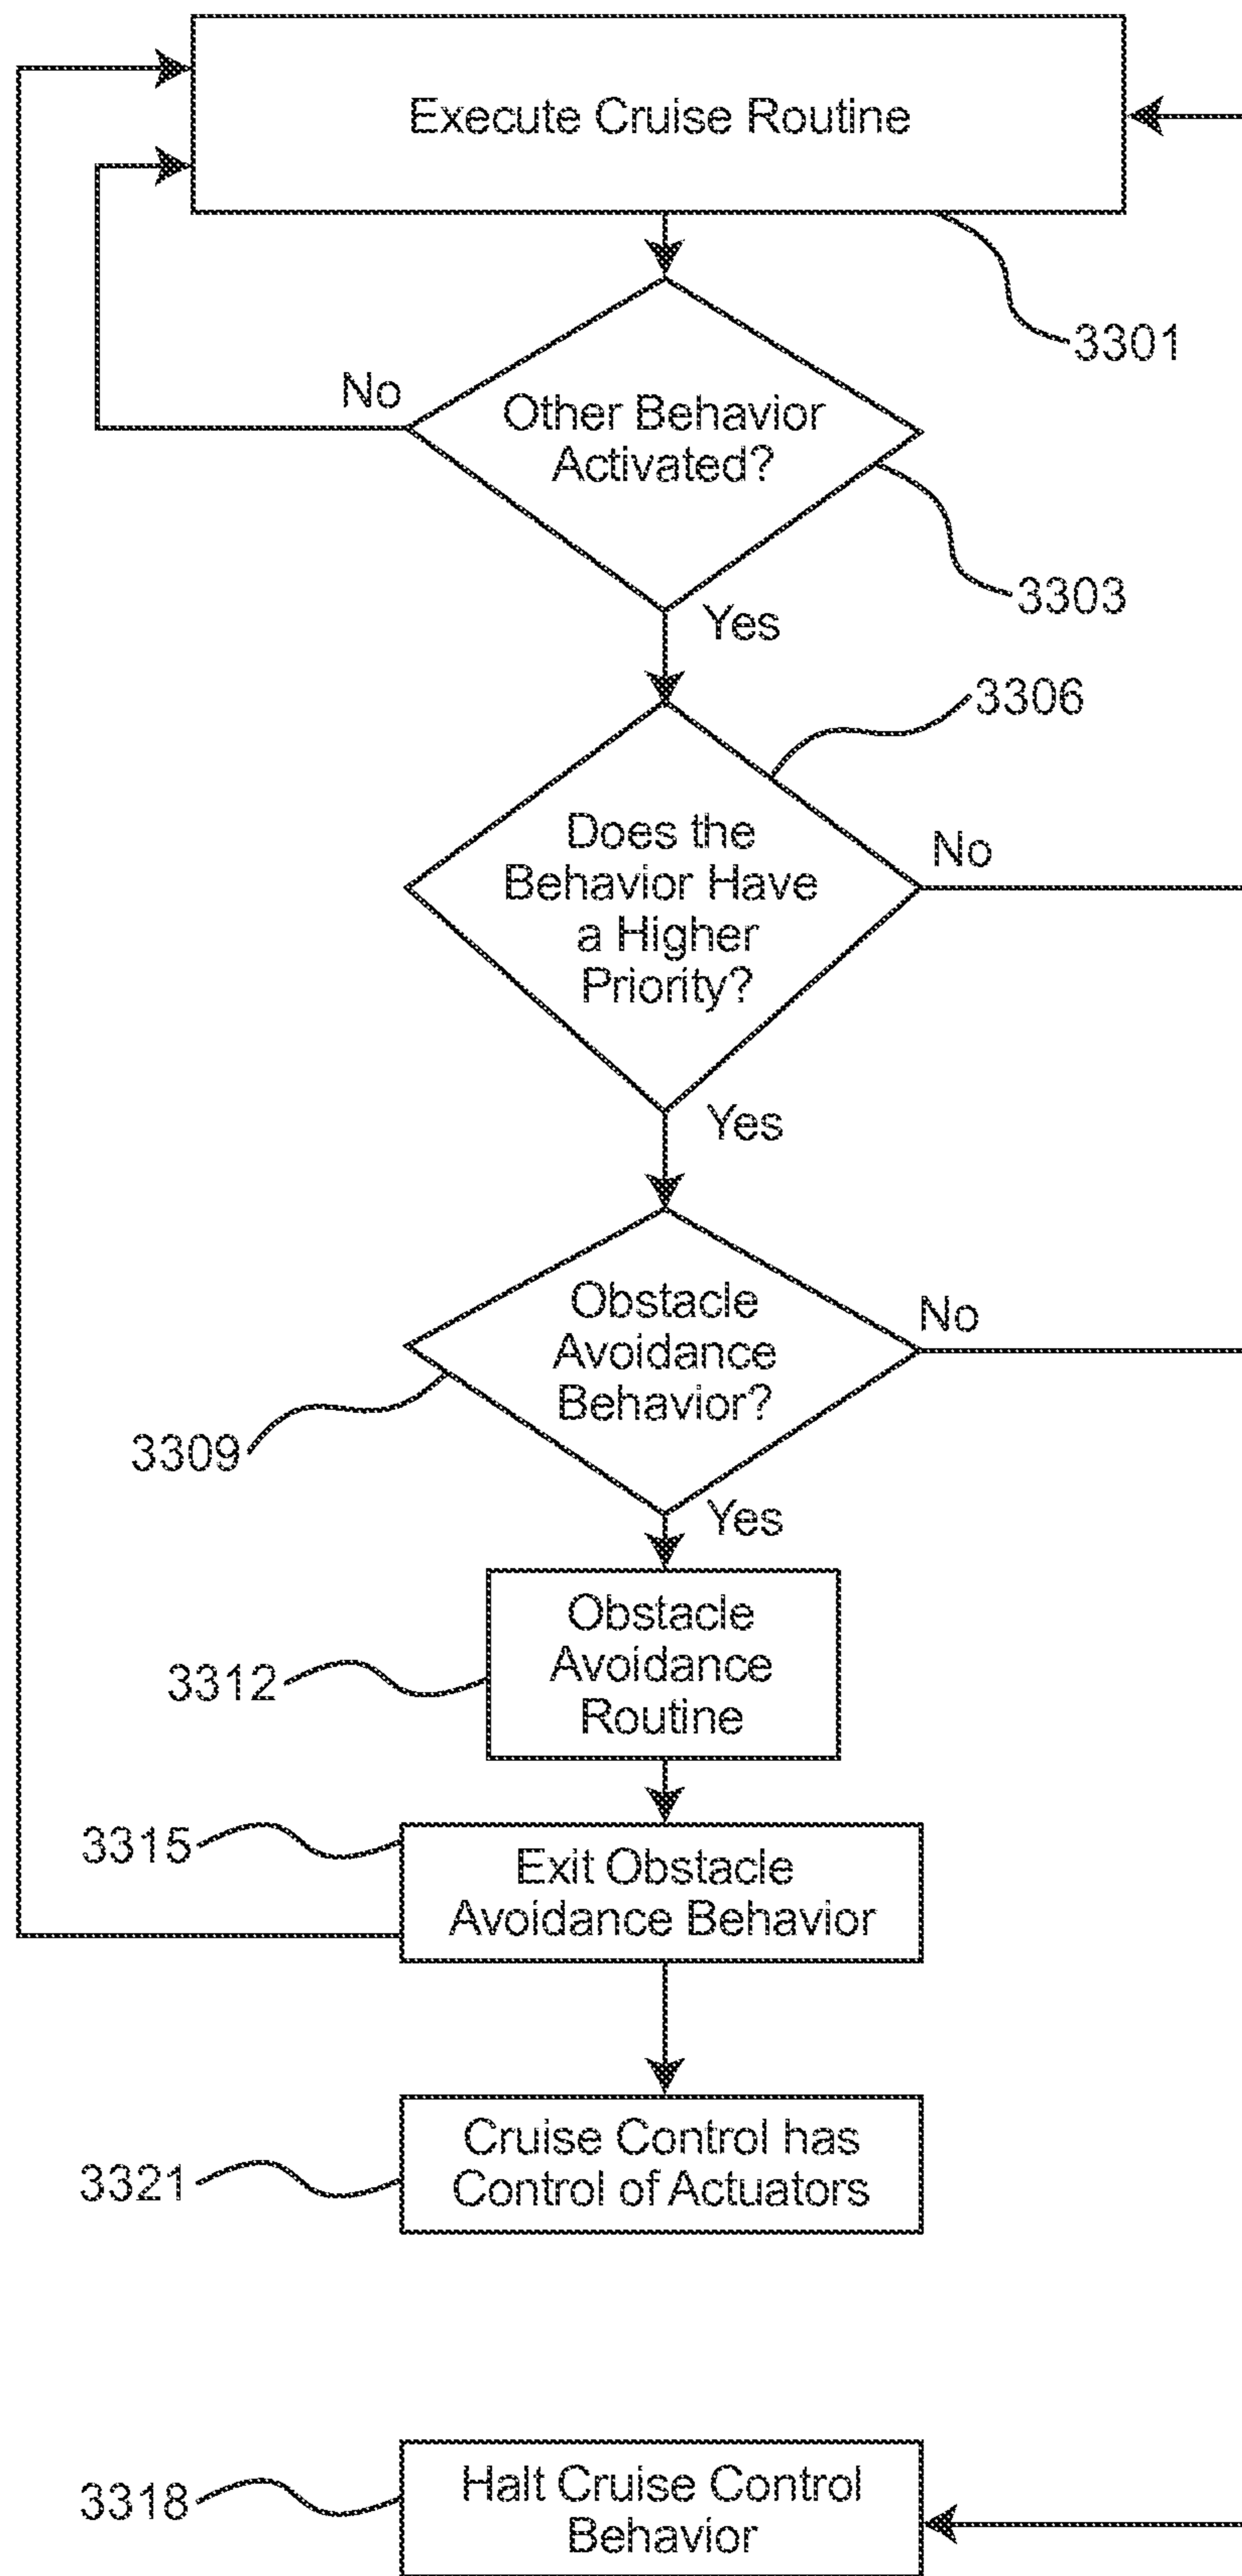 Execute Cruise Routine
3301
No
Other Behavior
Activated?
3303
Yes
3306
Does the
Behavior Have
a Higher
Priority?
No
Yes
Obstacle
Avoidance
Behavior?
No
3309
Yes
Obstacle
Avoidance
Routine
3312
3315
Exit Obstacle
Avoidance Behavior
Cruise Control has
Control of Actuators
3321
Halt Cruise Control
Behavior
3318